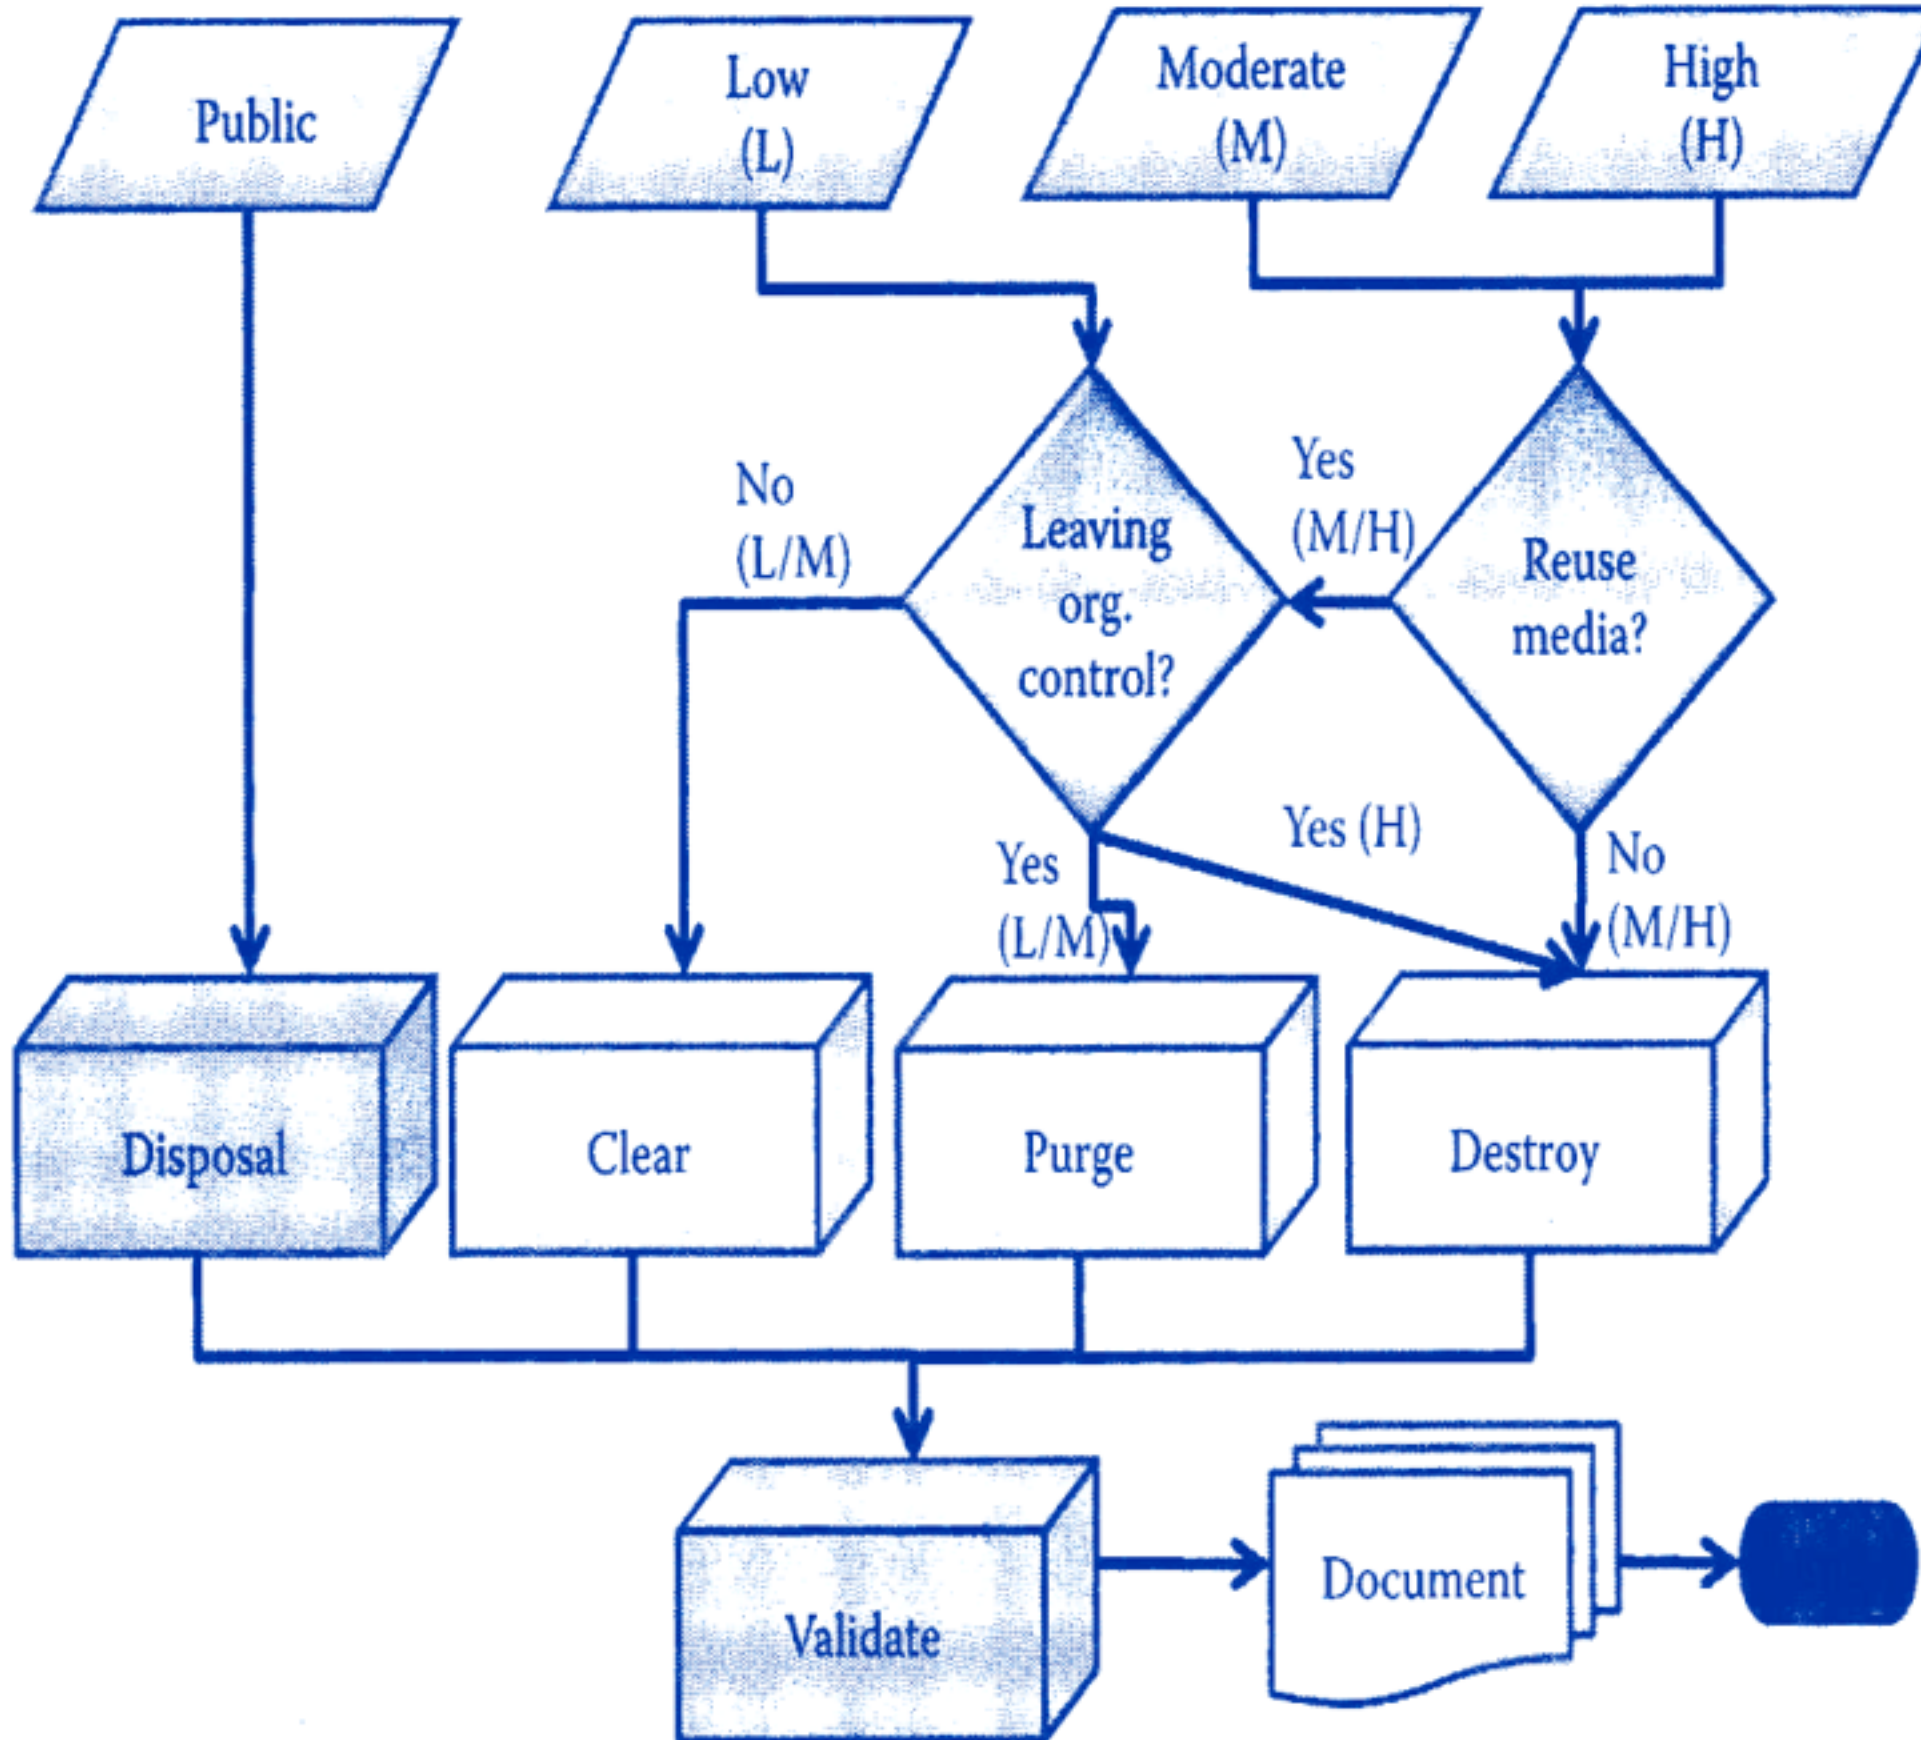 Public
Low
(L)
Moderate
(M)
High
(H)
No
(L/M)
Leaving
org.
control?
Yes
(M/H)
Reuse
media?
Yes
(L/M)
Yes (H)
No
(M/H)
Disposal
Clear
Purge
Destroy
Validate
Document